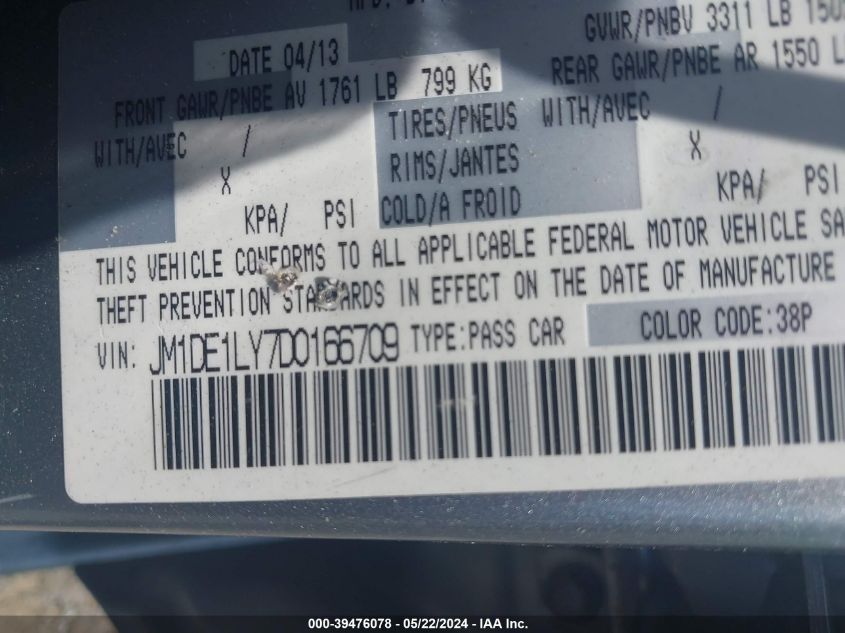 DATE 04/13
GVWR/PNBV 3311 LB
FRONT GAWR/PNBE AV 1761 LB 799 KG
REAR GAWR/PNBE AR 1550
WITH/AVEC /
TIRES/PNEUS WITH/AVEC /
X RIMS/JANTES X
KPA/ PSI COLD/A FROID KPA/ PSI
THIS VEHICLE CONFORMS TO ALL APPLICABLE FEDERAL MOTOR VEHICLE
THEFT PREVENTION STANDARDS IN EFFECT ON THE DATE OF MANUFACTURE
VIN: JM1DE1LY7D0166709 TYPE:PASS CAR COLOR CODE:38P
000-39476078 - 05/22/2024 - IAA Inc.